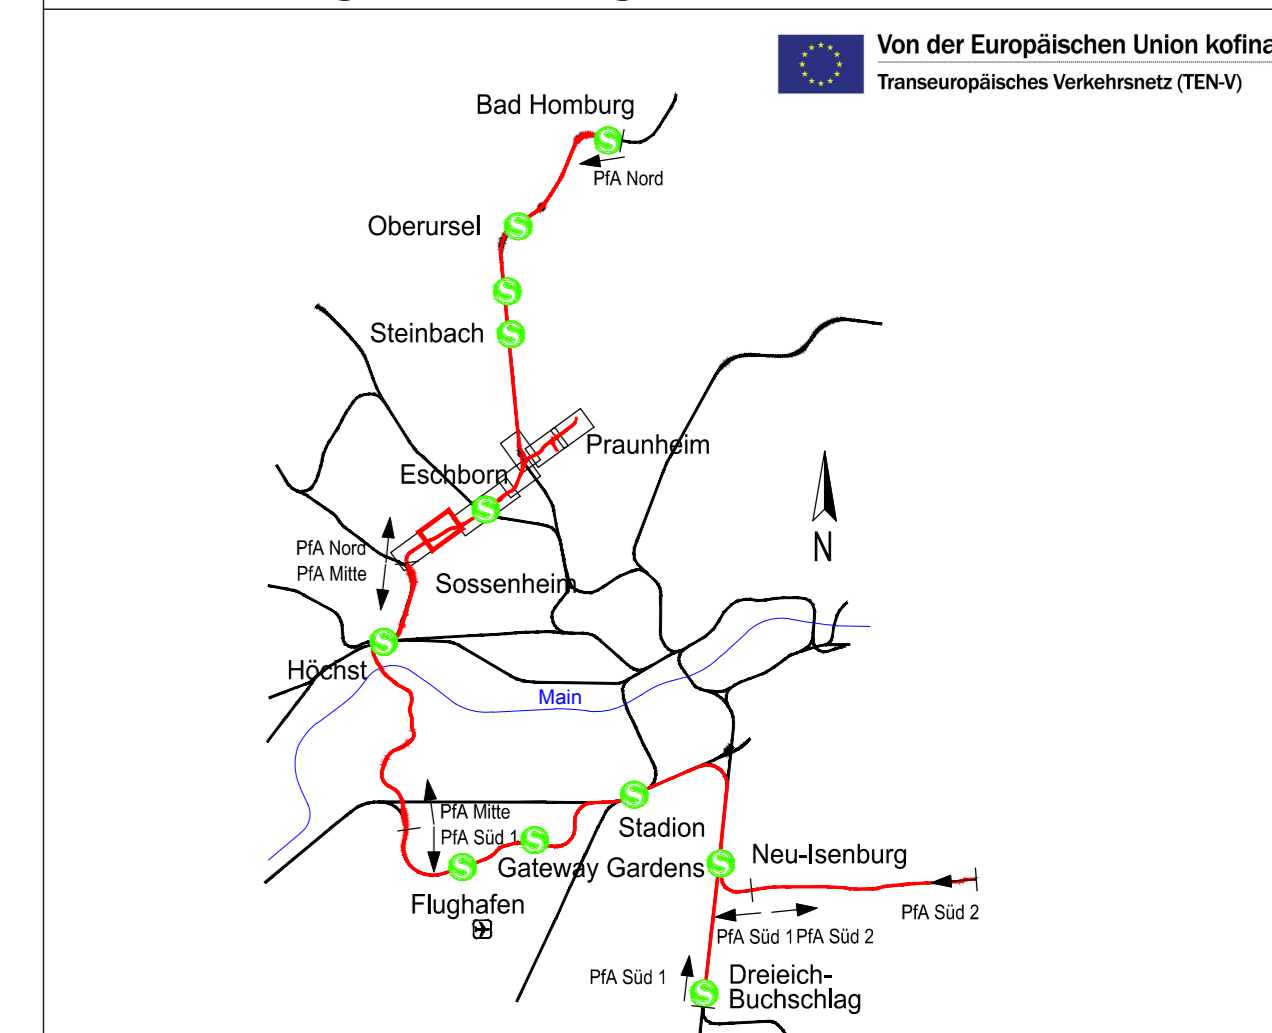 Von der Europäischen Union kofina
Transeuropäisches Verkehrsnetz (TEN-V)
Bad Homburg
PfA Nord
Oberursel
Steinbach
Praunheim
Eschborn
N
PfA Nord
PfA Mitte
Sossenheim
Höchst
Main
PfA Mitte
PfA Süd 1
Stadion
Gateway Gardens
Neu-Isenburg
Flughafen
PfA Süd 2
PfA Süd 1 PfA Süd 2
PfA Süd 1
Dreieich-
Buchschlag